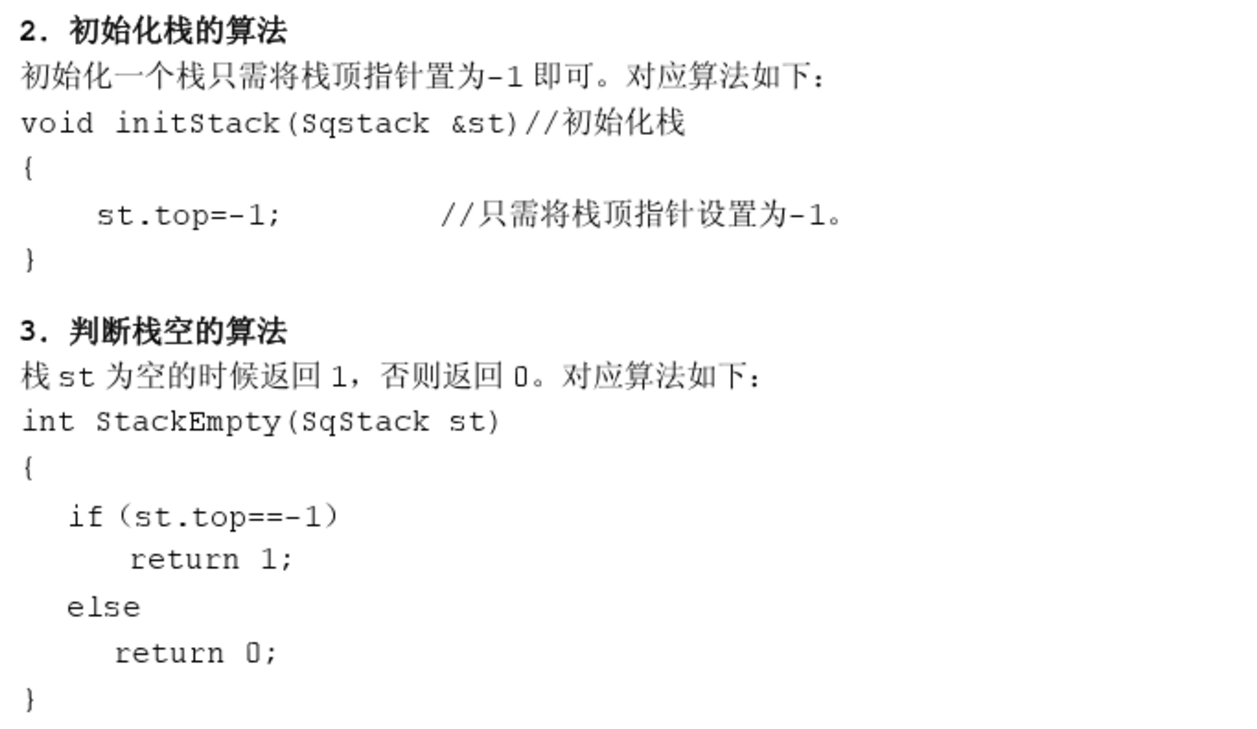 2. 初始化栈的算法
初始化一个栈只需将栈顶指针置为-1即可。对应算法如下：
void initStack(Sqstack &st)//初始化栈
{
st.top=-1; //只需将栈顶指针设置为-1。
}
3. 判断栈空的算法
栈 st 为空的时候返回 1，否则返回 0。对应算法如下：
int StackEmpty(SqStack st)
{
if（st.top==-1）
return 1;
else
return 0;
}